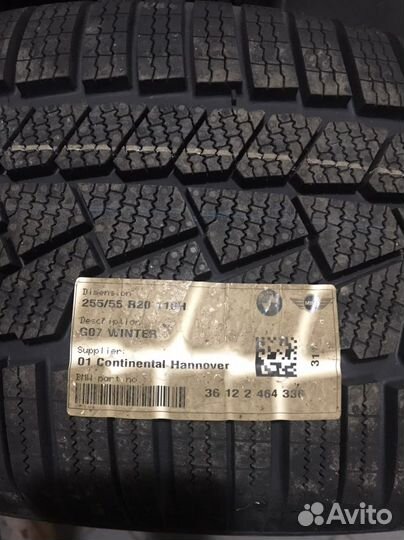 Dimension
255/55 R20 110H
Description
G07 WINTER
Supplier:
01 Continental Hannover
BMW part no
36 12 2 464 336
31
Avito